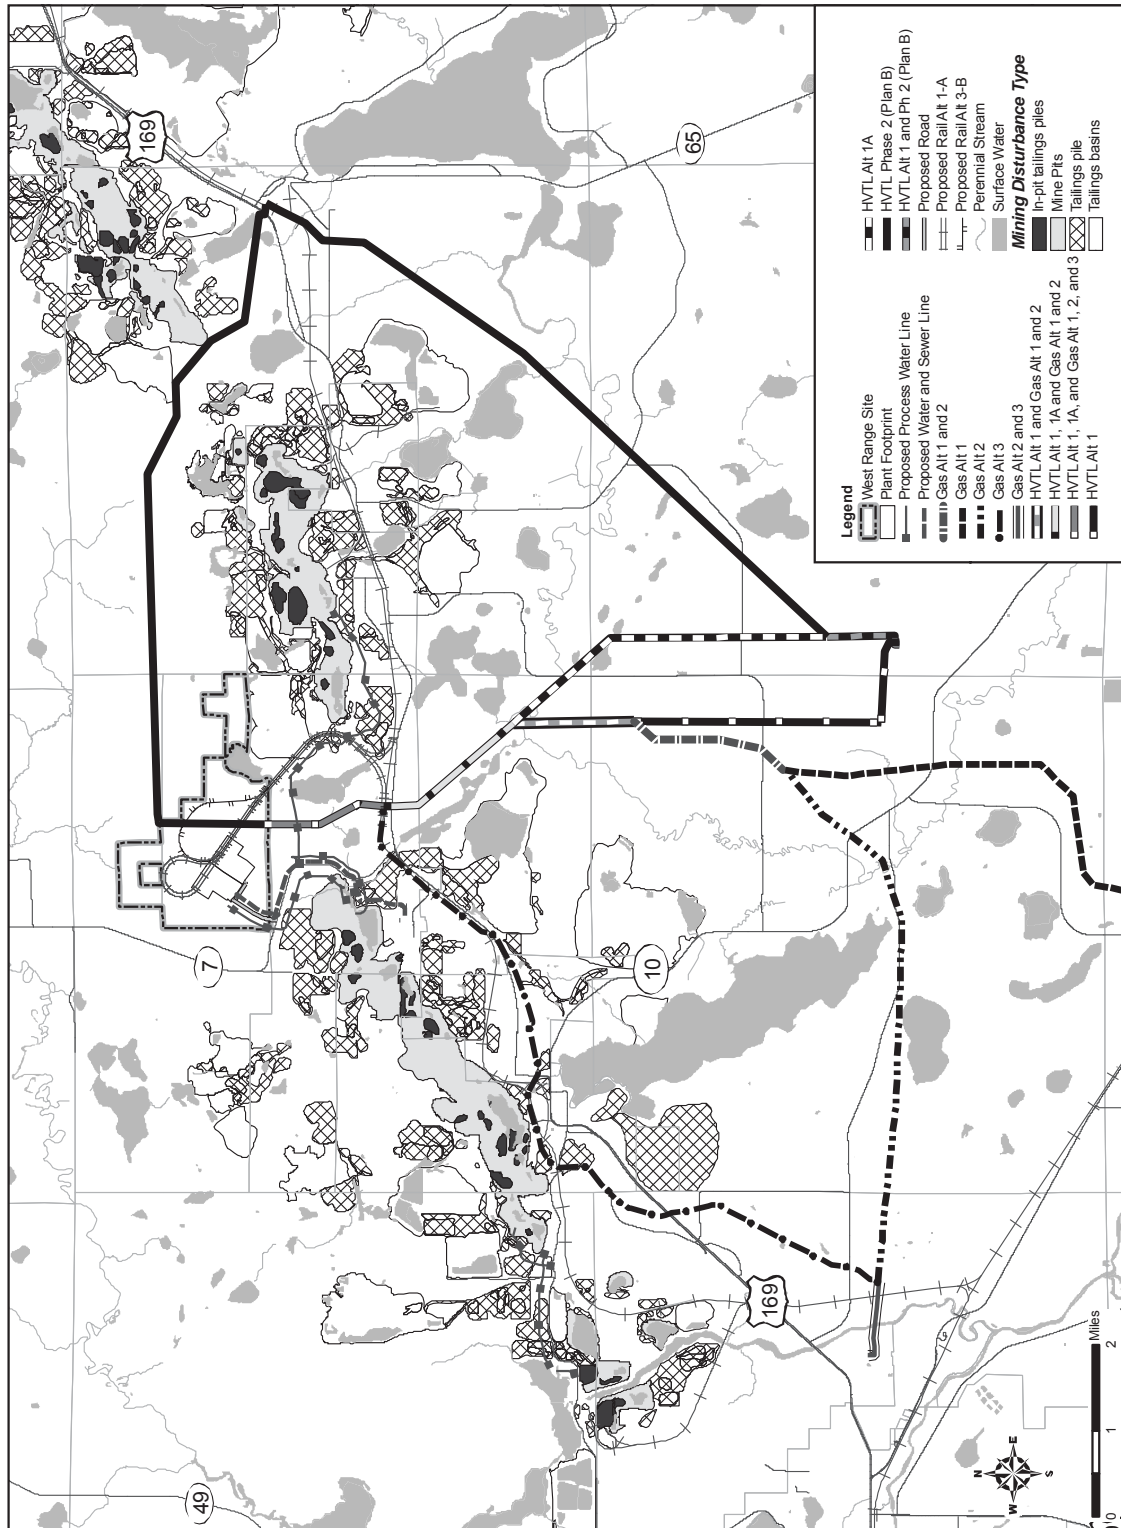 169
65
7
10
169
49
Legend
West Range Site
Plant Footprint
Proposed Process Water Line
Proposed Water and Sewer Line
Gas Alt 1 and 2
Gas Alt 1
Gas Alt 2
Gas Alt 3
Gas Alt 2 and 3
HVTL Alt 1 and Gas Alt 1 and 2
HVTL Alt 1, 1A and Gas Alt 1 and 2
HVTL Alt 1, 1A, and Gas Alt 1, 2, and 3
HVTL Alt 1
HVTL Alt 1A
HVTL Phase 2 (Plan B)
HVTL Alt 1 and Ph 2 (Plan B)
Proposed Road
Proposed Rail Alt 1-A
Proposed Rail Alt 3-B
Perennial Stream
Surface Water
Mining Disturbance Type
In-pit tailings piles
Mine Pits
Tailings pile
Tailings basins
N
W
E
S
0
1
2
Miles